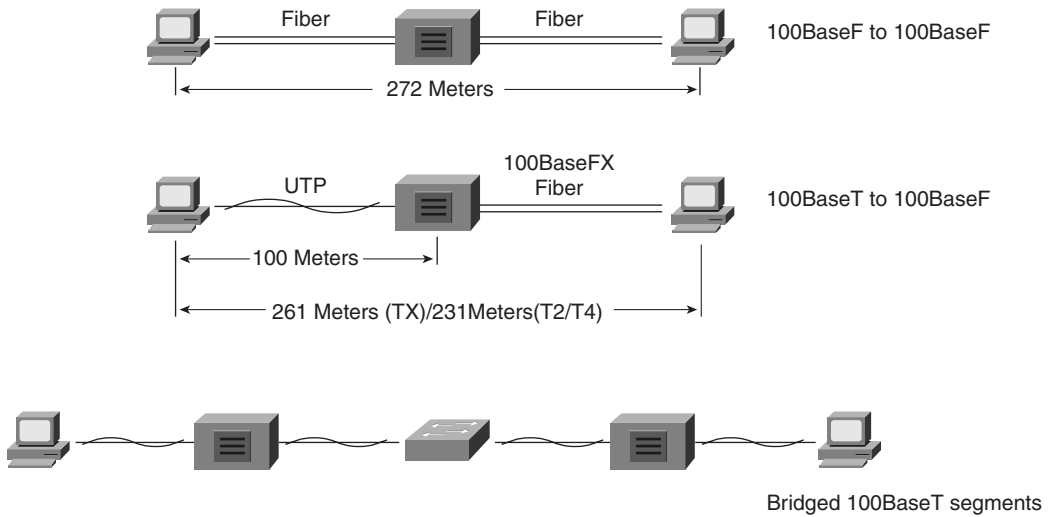 Fiber
Fiber
100BaseF to 100BaseF
272 Meters
UTP
100BaseFX
Fiber
100BaseT to 100BaseF
100 Meters
261 Meters (TX)/231Meters(T2/T4)
Bridged 100BaseT segments